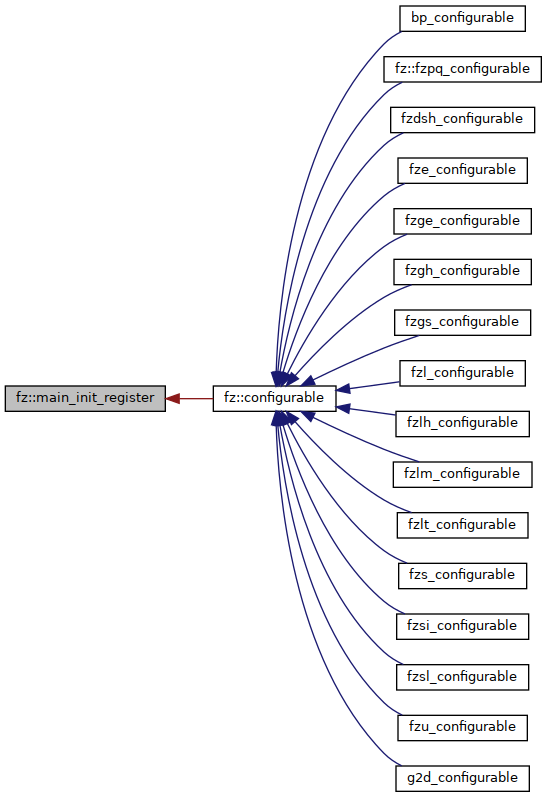 bp_configurable
fz::fzpq_configurable
fzdsh_configurable
fze_configurable
fzge_configurable
fzgh_configurable
fzgs_configurable
fzl_configurable
fz::main_init_register
fz::configurable
fzlh_configurable
fzlm_configurable
fzlt_configurable
fzs_configurable
fzsi_configurable
fzsl_configurable
fzu_configurable
g2d_configurable